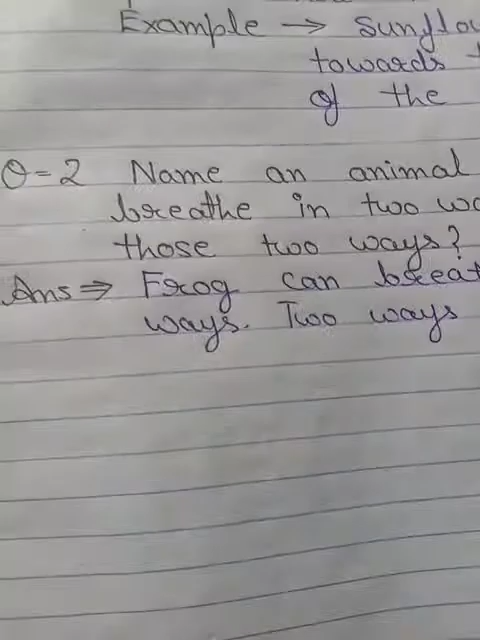 Example → Sunflo
towards
of the
Q-2 Name an animal
breathe in two
those two ways?
Ans ⇒ Frog can breat
ways. Two ways